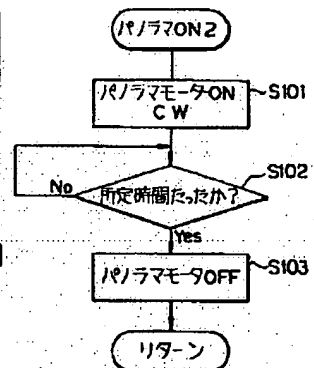 パノラマON2
パノラマモーターON
CW
S101
No
所定時間たったか?
S102
Yes
パノラマモータOFF
S103
リターン